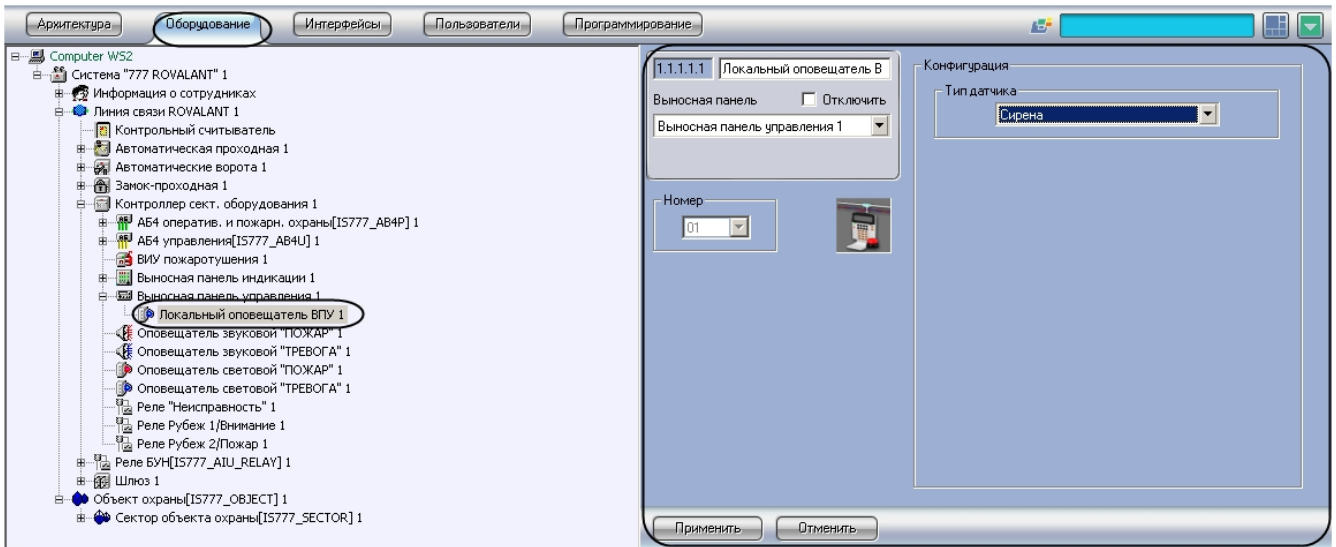 Архитектура Оборудование Интерфейсы Пользователи Программирование
Computer WS2
Система "777 ROVALANT" 1
Информация о сотрудниках
Линия связи ROVALANT 1
Контрольный считыватель
Автоматическая проходная 1
Автоматические ворота 1
Замок-проходная 1
Контроллер сект. оборудования 1
АБ4 оператив. и пожарн. охраны[IS777_AB4P] 1
АБ4 управления[IS777_AB4U] 1
ВИУ пожаротушения 1
Выносная панель индикации 1
Выносная панель управления 1
Локальный оповещатель ВПУ 1
Оповещатель звуковой "ПОЖАР" 1
Оповещатель звуковой "ТРЕВОГА" 1
Оповещатель световой "ПОЖАР" 1
Оповещатель световой "ТРЕВОГА" 1
Реле "Неисправность" 1
Реле Рубеж 1/Внимание 1
Реле Рубеж 2/Пожар 1
Реле БУН[IS777_AIU_RELAY] 1
Шлюз 1
Объект охраны[IS777_OBJECT] 1
Сектор объекта охраны[IS777_SECTOR] 1
1.1.1.1.1 Локальный оповещатель В
Выносная панель Отключить
Выносная панель управления 1
Номер
01
Конфигурация
Тип датчика
Сирена
Применить Отменить